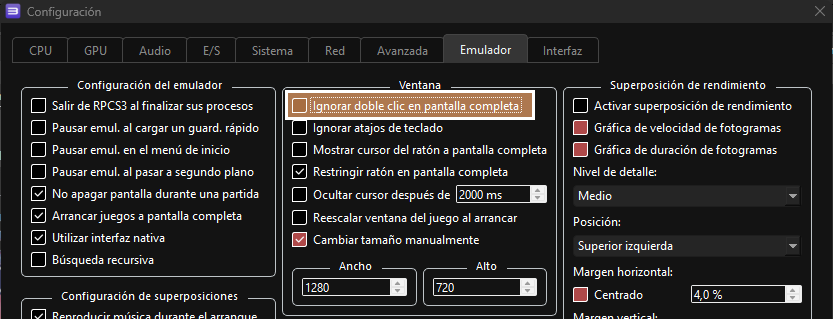 Configuración
CPU
GPU
Audio
E/S
Sistema
Red
Avanzada
Emulador
Interfaz
Configuración del emulador
Salir de RPCS3 al finalizar sus procesos
Pausar emul. al cargar un guard. rápido
Pausar emul. en el menú de inicio
Pausar emul. al pasar a segundo plano
No apagar pantalla durante una partida
Arrancar juegos a pantalla completa
Utilizar interfaz nativa
Búsqueda recursiva
Configuración de superposiciones
Reproducir música durante el arranque
Ventana
Ignorar doble clic en pantalla completa
Ignorar atajos de teclado
Mostrar cursor del ratón a pantalla completa
Restringir ratón en pantalla completa
Ocultar cursor después de 2000 ms
Reescalar ventana del juego al arrancar
Cambiar tamaño manualmente
Ancho
1280
Alto
720
Superposición de rendimiento
Activar superposición de rendimiento
Gráfica de velocidad de fotogramas
Gráfica de duración de fotogramas
Nivel de detalle:
Medio
Posición:
Superior izquierda
Margen horizontal:
Centrado 4,0 %
Margen vertical: